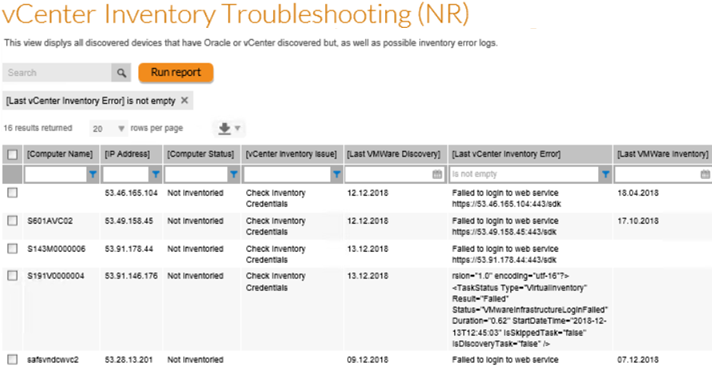 vCenter Inventory Troubleshooting (NR)
This view displys all discovered devices that have Oracle or vCenter discovered but, as well as possible inventory error logs.
Search Run report
[Last vCenter Inventory Error] is not empty ✕
16 results returned 20 rows per page
[Computer Name] [IP Address] [Computer Status] [vCenter Inventory Issue] [Last VMWare Discovery] [Last vCenter Inventory Error] [Last VMWare Inventory]
Is not empty
53.46.165.104 Not Inventoried Check Inventory 12.12.2018 Failed to login to web service 18.04.2018
Credentials https://53.46.165.104:443/sdk
S601AVC02 53.49.158.45 Not Inventoried Check Inventory 12.12.2018 Failed to login to web service 17.10.2018
Credentials https://53.49.158.45:443/sdk
S143M0000006 53.91.178.44 Not Inventoried Check Inventory 13.12.2018 Failed to login to web service
Credentials https://53.91.178.44:443/sdk
S191V0000004 53.91.146.176 Not Inventoried Check Inventory 13.12.2018 rsion="1.0" encoding="utf-16"?>
Credentials <TaskStatus Type="VirtualInventory"
Result="Failed"
Status="VMwareInfrastructureLoginFailed"
Duration="0.62" StartDateTime="2018-12-
13T12:45:03" IsSkippedTask="false"
IsDiscoveryTask="false" />
safsvndcwvc2 53.28.13.201 Not Inventoried 09.12.2018 Failed to login to web service 07.12.2018